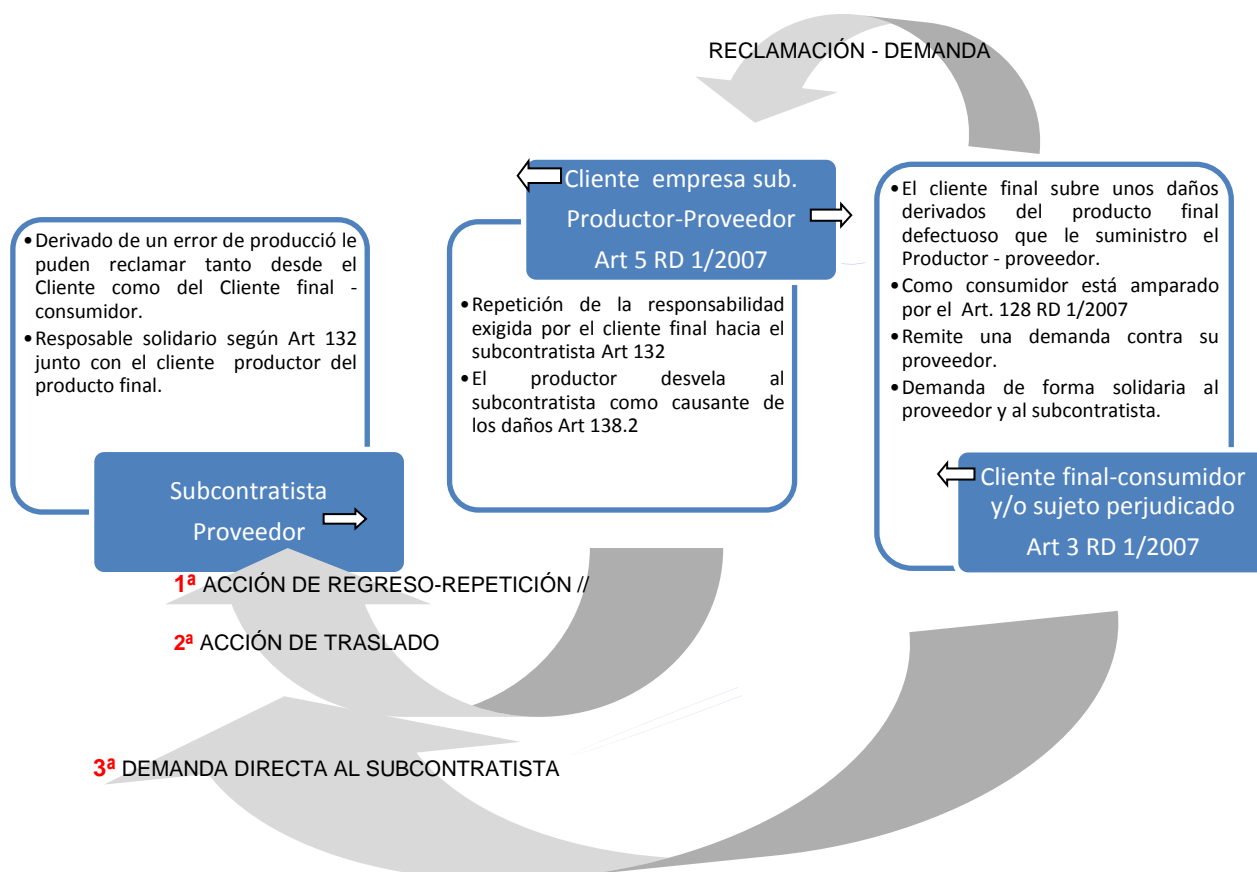 RECLAMACIÓN - DEMANDA
•Derivado de un error de producció le
puden reclamar tanto desde el
Cliente como del Cliente final -
consumidor.
•Resposable solidario según Art 132
junto con el cliente productor del
producto final.
Subcontratista
Proveedor
Cliente empresa sub.
Productor-Proveedor
Art 5 RD 1/2007
•Repetición de la responsabilidad
exigida por el cliente final hacia el
subcontratista Art 132
•El productor desvela al
subcontratista como causante de
los daños Art 138.2
•El cliente final subre unos daños
derivados del producto final
defectuoso que le suministro el
Productor - proveedor.
•Como consumidor está amparado
por el Art. 128 RD 1/2007
•Remite una demanda contra su
proveedor.
•Demanda de forma solidaria al
proveedor y al subcontratista.
Cliente final-consumidor
y/o sujeto perjudicado
Art 3 RD 1/2007
1ª ACCIÓN DE REGRESO-REPETICIÓN //
2ª ACCIÓN DE TRASLADO
3ª DEMANDA DIRECTA AL SUBCONTRATISTA